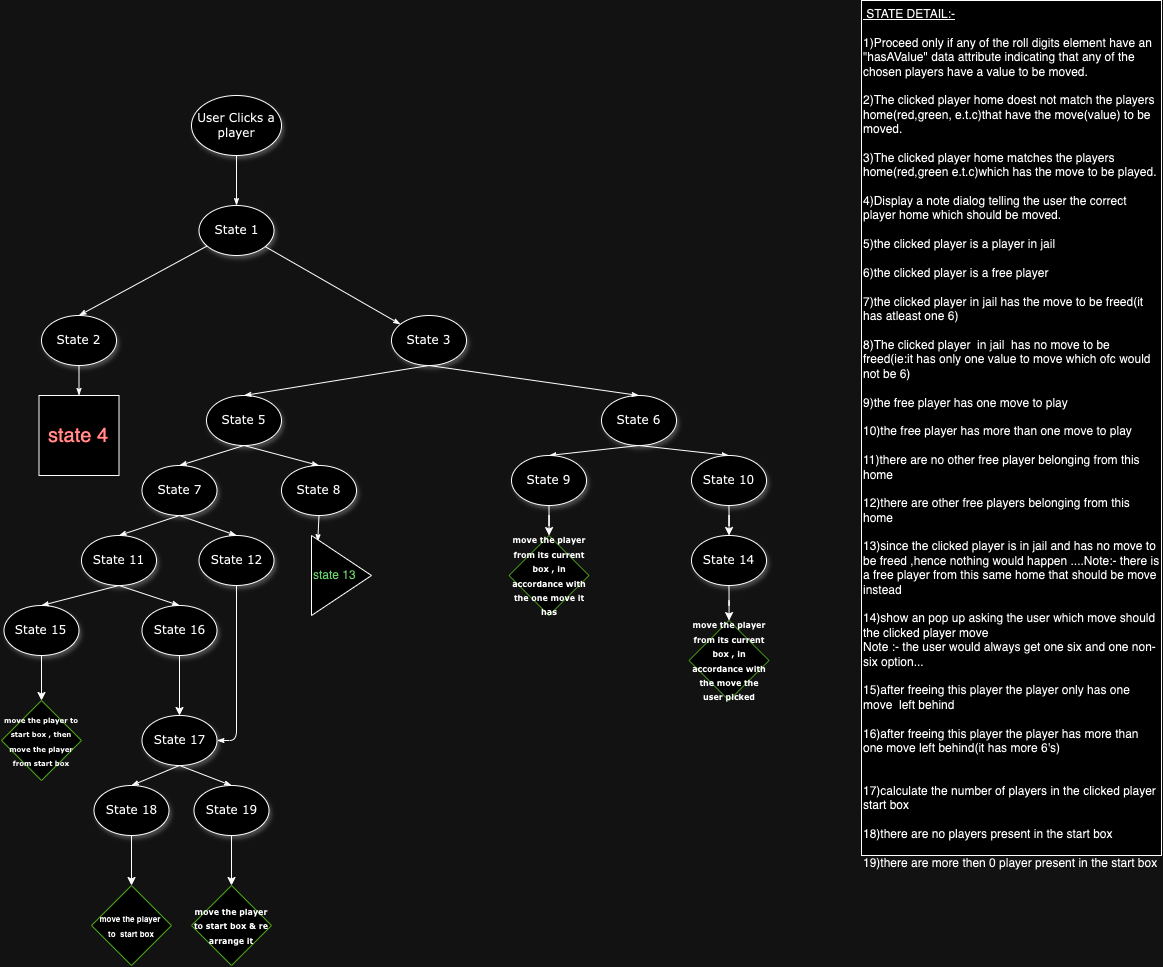 User Clicks a
player
State 1
State 2
State 3
state 4
State 5
State 6
State 7
State 8
State 9
State 10
State 11
State 12
state 13
move the player
from its current
box , in
accordance with
the one move it
has
State 14
State 15
State 16
move the player
from its current
box , in
accordance with
the move the
user picked
move the player to
start box , then
move the player
from start box
State 17
State 18
State 19
move the player
to start box
move the player
to start box & re
arrange it
STATE DETAIL:-
1)Proceed only if any of the roll digits element have an
"hasAValue" data attribute indicating that any of the
chosen players have a value to be moved.
2)The clicked player home doest not match the players
home(red,green, e.t.c)that have the move(value) to be
moved.
3)The clicked player home matches the players
home(red,green e.t.c)which has the move to be played.
4)Display a note dialog telling the user the correct
player home which should be moved.
5)the clicked player is a player in jail
6)the clicked player is a free player
7)the clicked player in jail has the move to be freed(it
has atleast one 6)
8)The clicked player  in jail  has no move to be
freed(ie:it has only one value to move which ofc would
not be 6)
9)the free player has one move to play
10)the free player has more than one move to play
11)there are no other free player belonging from this
home
12)there are other free players belonging from this
home
13)since the clicked player is in jail and has no move to
be freed ,hence nothing would happen ....Note:- there is
a free player from this same home that should be move
instead
14)show an pop up asking the user which move should
the clicked player move
Note :- the user would always get one six and one non-
six option...
15)after freeing this player the player only has one
move  left behind
16)after freeing this player the player has more than
one move left behind(it has more 6's)
17)calculate the number of players in the clicked player
start box
18)there are no players present in the start box
19)there are more then 0 player present in the start box